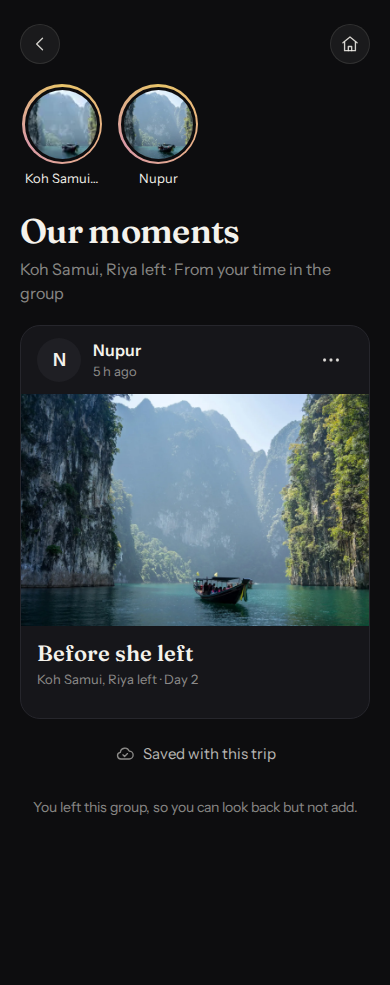 Koh Samui...
Nupur
Our moments
Koh Samui, Riya left · From your time in the
group
N
Nupur
5 h ago
Before she left
Koh Samui, Riya left · Day 2
Saved with this trip
You left this group, so you can look back but not add.